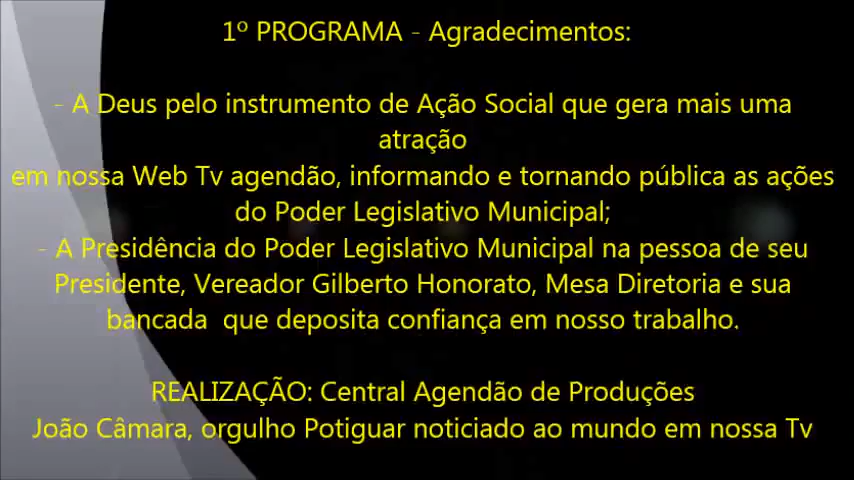 1º PROGRAMA - Agradecimentos:
- A Deus pelo instrumento de Ação Social que gera mais uma
atração
em nossa Web Tv agendão, informando e tornando pública as ações
do Poder Legislativo Municipal;
- A Presidência do Poder Legislativo Municipal na pessoa de seu
Presidente, Vereador Gilberto Honorato, Mesa Diretoria e sua
bancada  que deposita confiança em nosso trabalho.
REALIZAÇÃO: Central Agendão de Produções
João Câmara, orgulho Potiguar noticiado ao mundo em nossa Tv